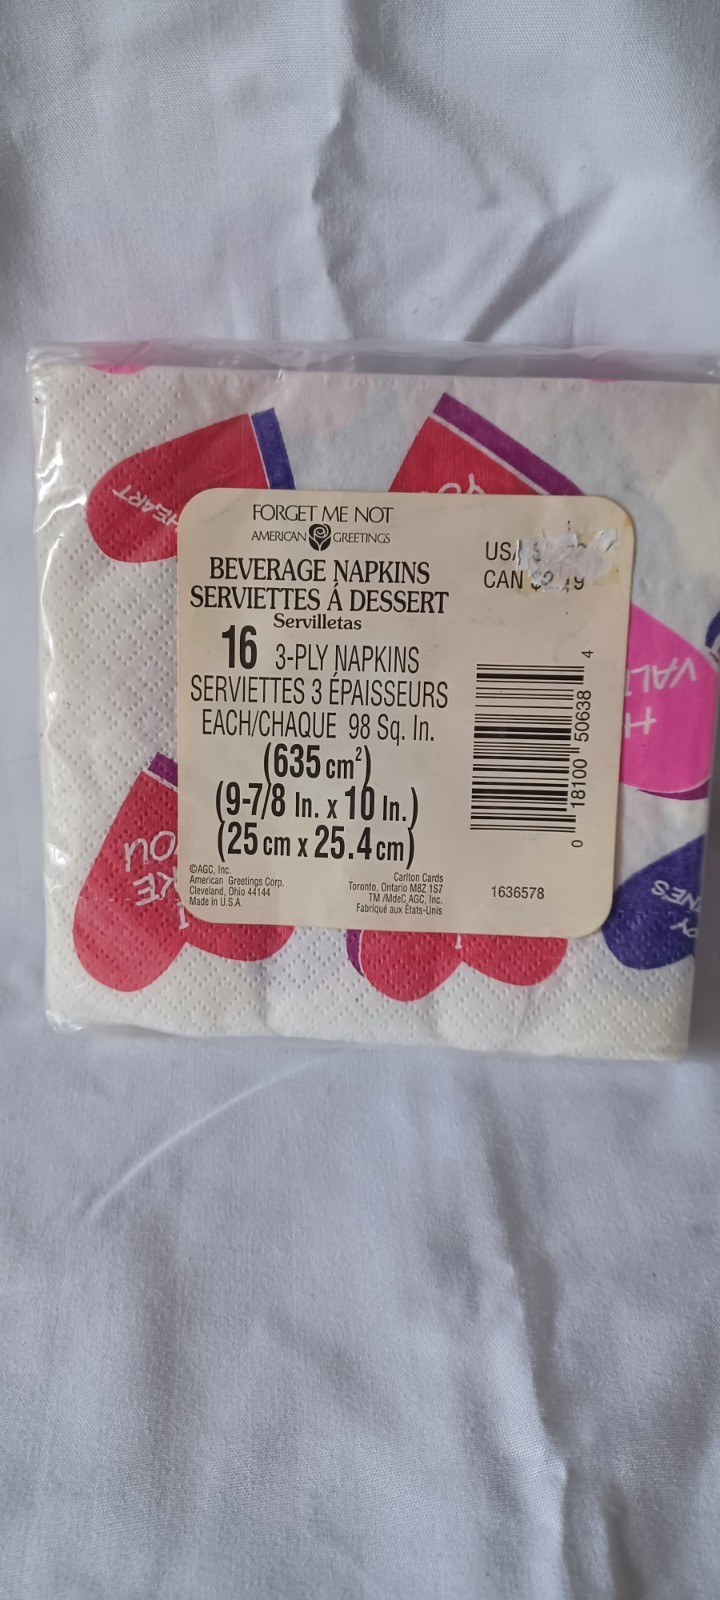 HEART
FORGET ME NOT
AMERICAN GREETINGS
BEVERAGE NAPKINS
SERVIETTES Á DESSERT
Servilletas
16 3-PLY NAPKINS
SERVIETTES 3 ÉPAISSEURS
EACH/CHAQUE 98 Sq. In.
(635 cm²)
(9-7/8 In. x 10 In.)
(25 cm x 25.4 cm)
©AGC, Inc.
American Greetings Corp.
Cleveland, Ohio 44144
Made in U.S.A.
Carlton Cards
Toronto, Ontario M8Z 1S7
TM/MdeC AGC, Inc.
Fabriqué aux États-Unis
USA
CAN
0 18100 50638 4
1636578
YOU